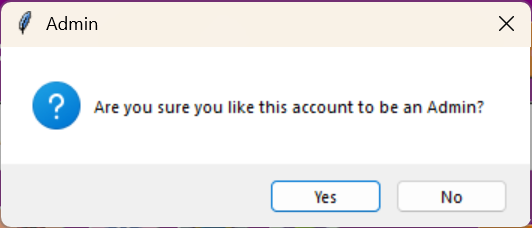 Admin
Are you sure you like this account to be an Admin?
Yes
No